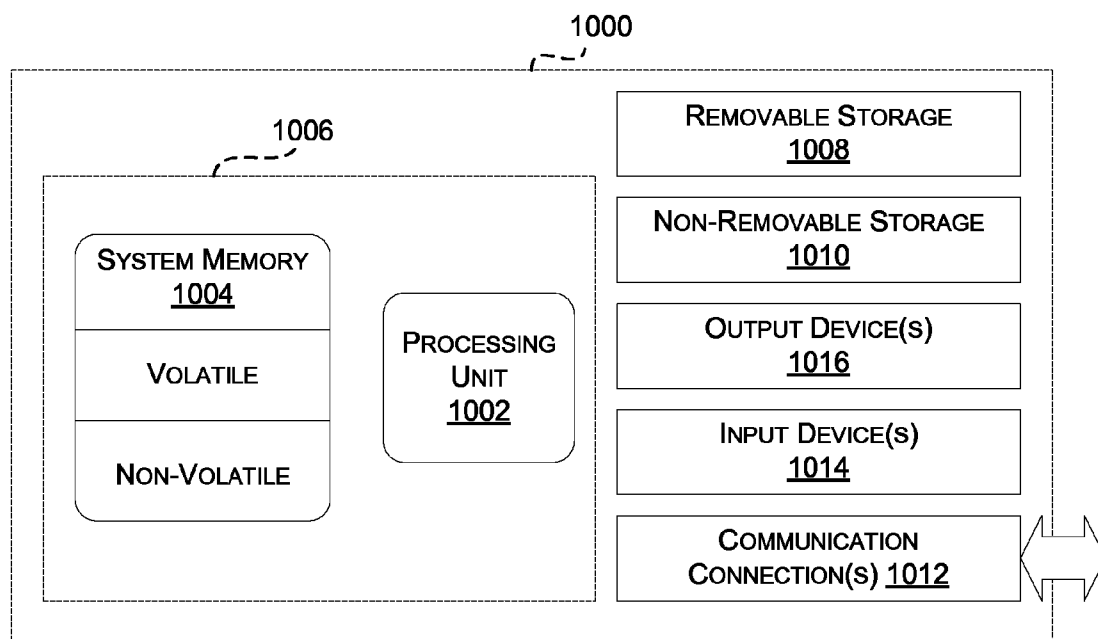 1000
1006
SYSTEM MEMORY
1004
VOLATILE
NON-VOLATILE
PROCESSING
UNIT
1002
REMOVABLE STORAGE
1008
NON-REMOVABLE STORAGE
1010
OUTPUT DEVICE(S)
1016
INPUT DEVICE(S)
1014
COMMUNICATION
CONNECTION(S) 1012